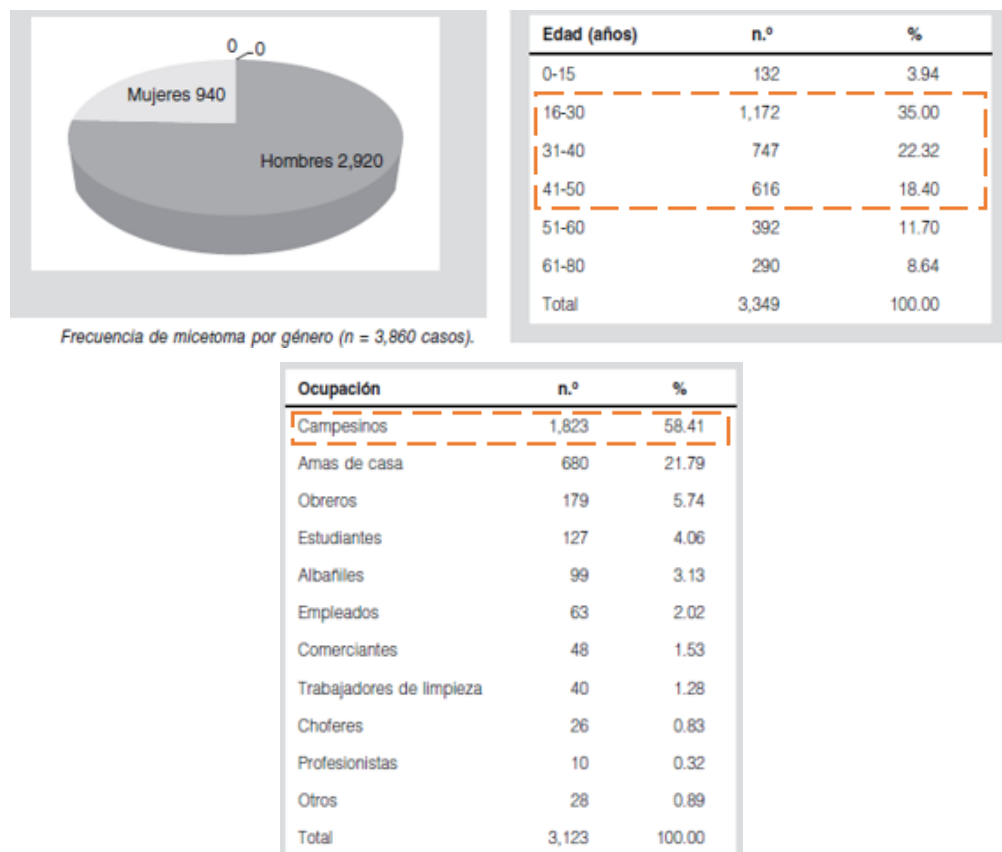 0 0
Mujeres 940
Hombres 2,920
Frecuencia de micetoma por género (n = 3,860 casos).
Edad (años) n.º %
0-15 132 3.94
16-30 1,172 35.00
31-40 747 22.32
41-50 616 18.40
51-60 392 11.70
61-80 290 8.64
Total 3,349 100.00
Ocupación n.º %
Campesinos 1,823 58.41
Amas de casa 680 21.79
Obreros 179 5.74
Estudiantes 127 4.06
Albañiles 99 3.13
Empleados 63 2.02
Comerciantes 48 1.53
Trabajadores de limpieza 40 1.28
Choferes 26 0.83
Profesionistas 10 0.32
Otros 28 0.89
Total 3,123 100.00